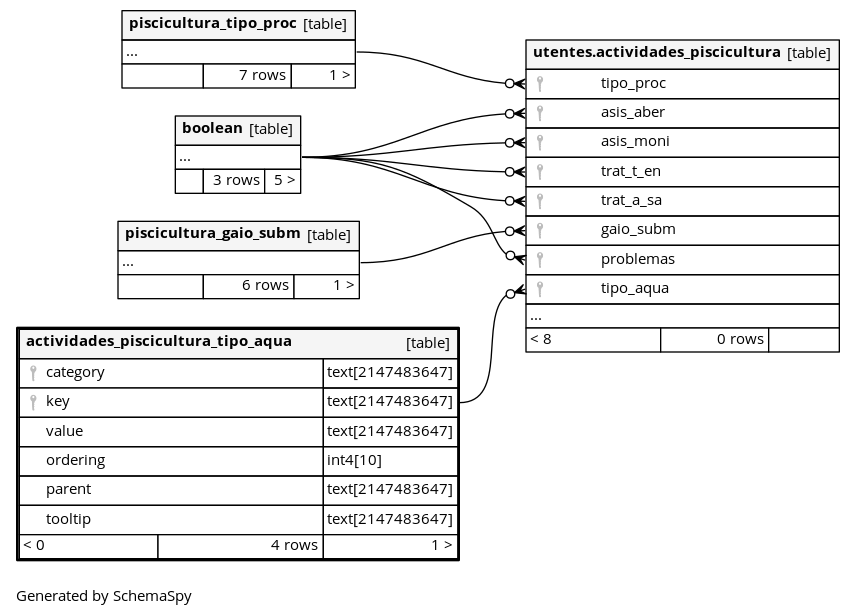 piscicultura_tipo_proc [table]
...
7 rows 1 >
boolean [table]
...
3 rows 5 >
piscicultura_gaio_subm [table]
...
6 rows 1 >
actividades_piscicultura_tipo_aqua [table]
category text[2147483647]
key text[2147483647]
value text[2147483647]
ordering int4[10]
parent text[2147483647]
tooltip text[2147483647]
< 0 4 rows 1 >
utentes.actividades_piscicultura [table]
tipo_proc
asis_aber
asis_moni
trat_t_en
trat_a_sa
gaio_subm
problemas
tipo_aqua
...
< 8 0 rows
Generated by SchemaSpy